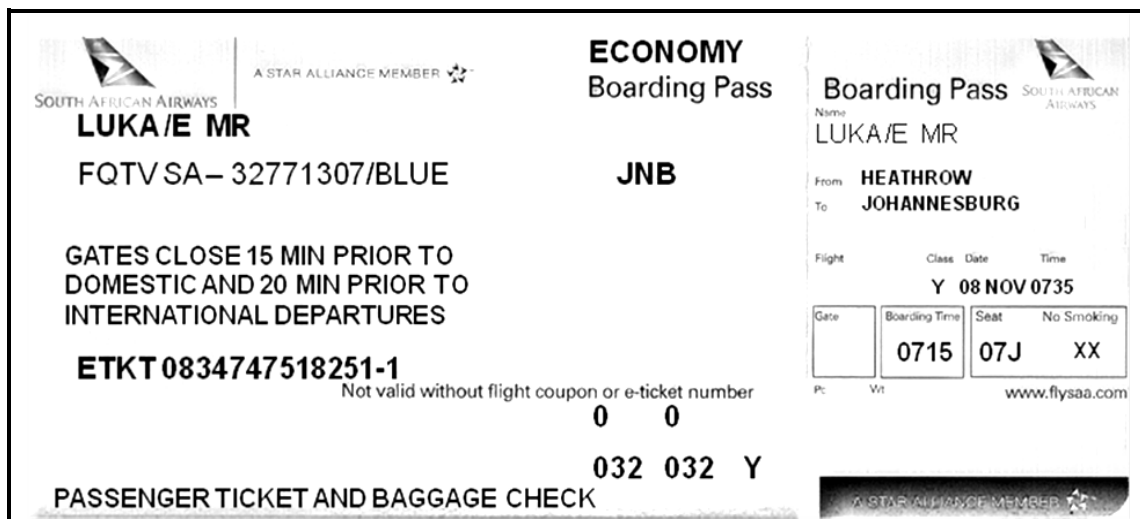 SOUTH AFRICAN AIRWAYS
A STAR ALLIANCE MEMBER
LUKA/E MR
FQTV SA– 32771307/BLUE
GATES CLOSE 15 MIN PRIOR TO
DOMESTIC AND 20 MIN PRIOR TO
INTERNATIONAL DEPARTURES
ETKT 0834747518251-1
ECONOMY
Boarding Pass
JNB
Not valid without flight coupon or e-ticket number
0 0
032 032 Y
PASSENGER TICKET AND BAGGAGE CHECK
Boarding Pass
SOUTH AFRICAN
AIRWAYS
Name
LUKA/E MR
From HEATHROW
To JOHANNESBURG
Flight Class Date Time
Y 08 NOV 0735
Gate Boarding Time Seat No Smoking
0715 07J XX
Pc Wt www.flysaa.com
A STAR ALLIANCE MEMBER